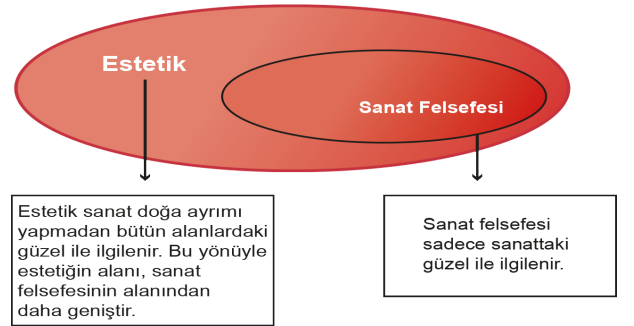 Estetik
Sanat Felsefesi
Estetik sanat doğa ayrımı
yapmadan bütün alanlardaki
güzel ile ilgilenir. Bu yönüyle
estetiğin alanı, sanat
felsefesinin alanından
daha geniştir.
Sanat felsefesi
sadece sanattaki
güzel ile ilgilenir.